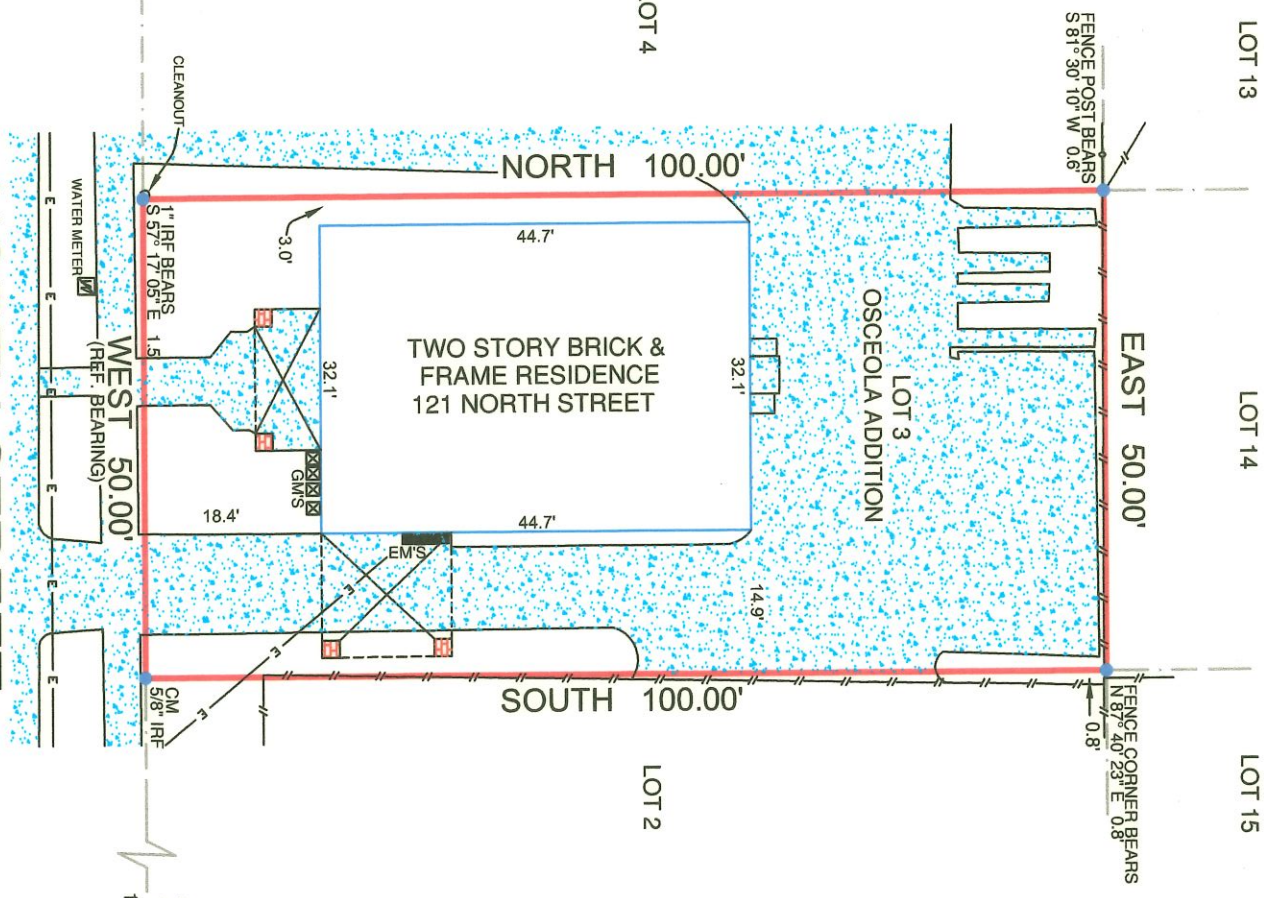 LOT 13
LOT 14
LOT 15
FENCE POST BEARS
S 81° 30' 10" W 0.6'
EAST 50.00'
FENCE CORNER BEARS
N 87° 40' 23" E 0.8'
0.8'
LOT 4
NORTH 100.00'
LOT 3
OSCEOLA ADDITION
14.9'
44.7'
32.1'
TWO STORY BRICK &
FRAME RESIDENCE
121 NORTH STREET
32.1'
44.7'
3.0'
GM'S
EM'S
18.4'
SOUTH 100.00'
LOT 2
CLEANOUT
1" IRF BEARS
S 57° 17' 05" E 1.5'
WEST 50.00'
(REF. BEARING)
CM
5/8" IRF
WATER METER
W
E
E
E
E
E
E
E
E
E